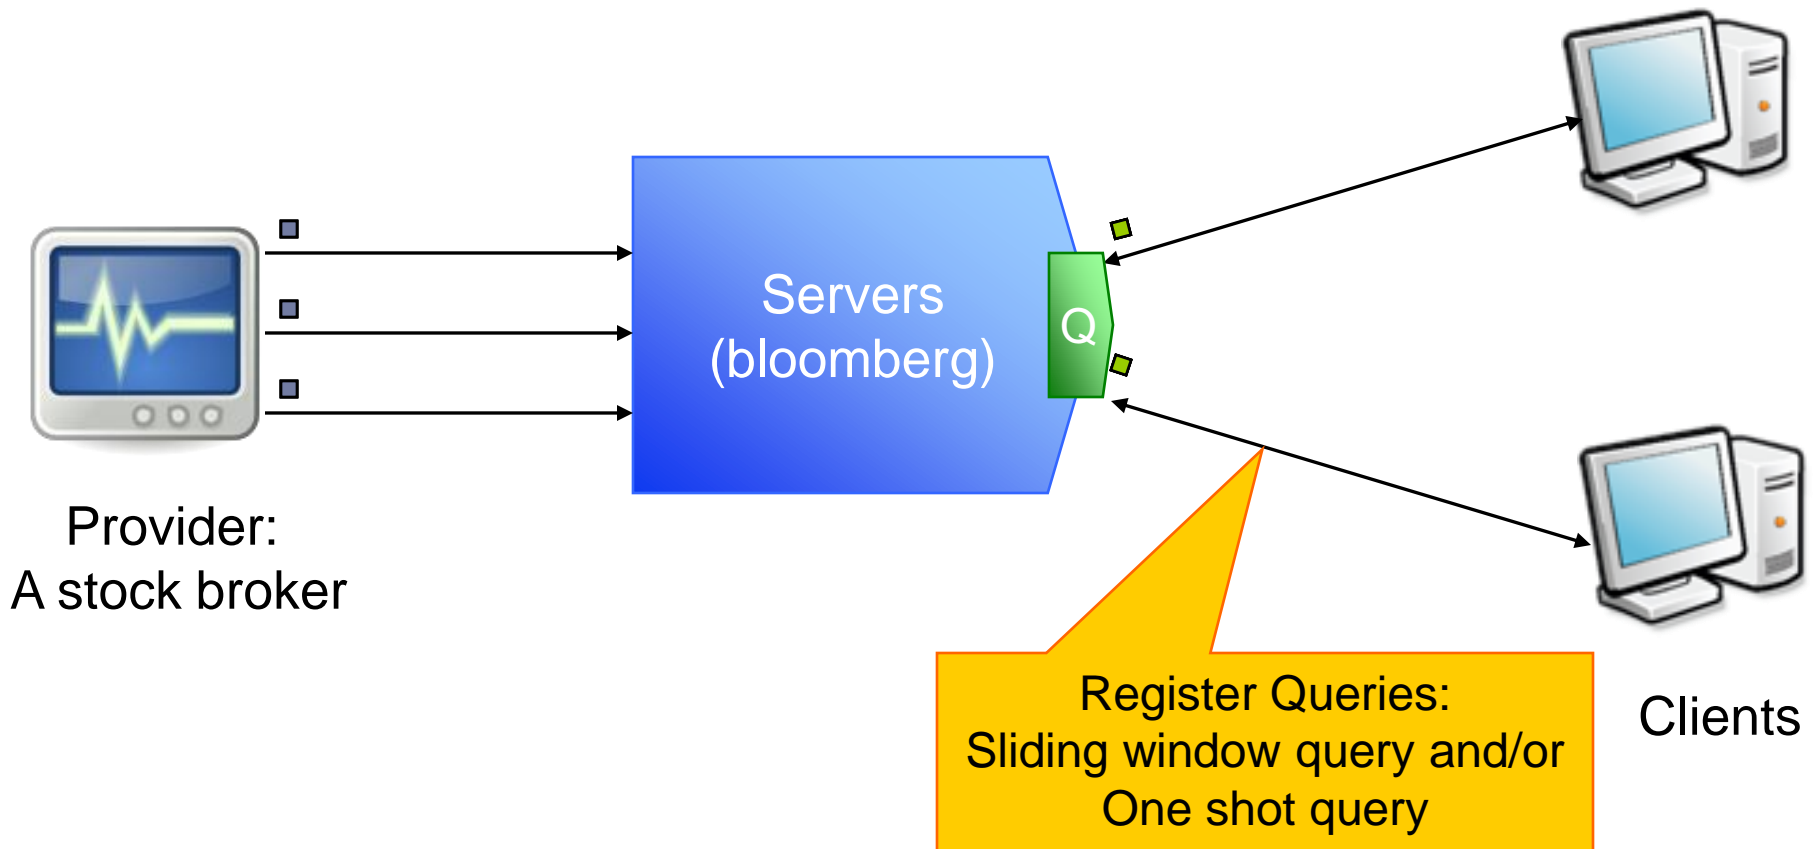 Servers
(bloomberg)
Q
Provider:
A stock broker
Register Queries:
Sliding window query and/or
One shot query
Clients